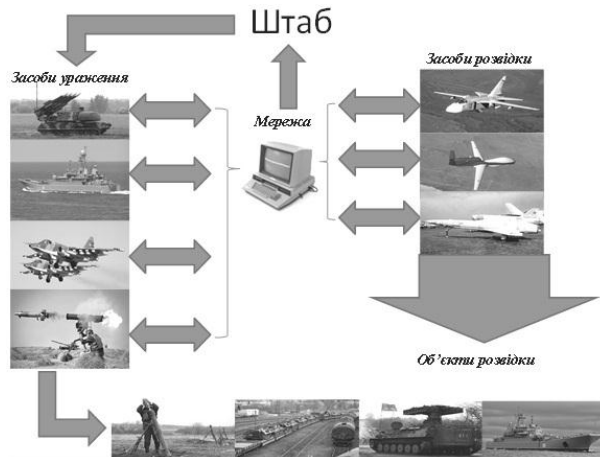 Штаб
Засоби ураження
Засоби розвідки
Мережа
Об’єкти розвідки